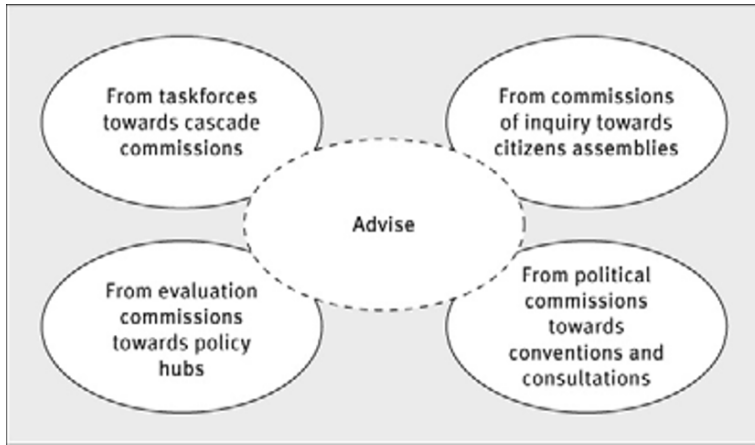 From taskforces
towards cascade
commissions
From commissions
of inquiry towards
citizens assemblies
Advise
From evaluation
commissions
towards policy
hubs
From political
commissions
towards
conventions and
consultations